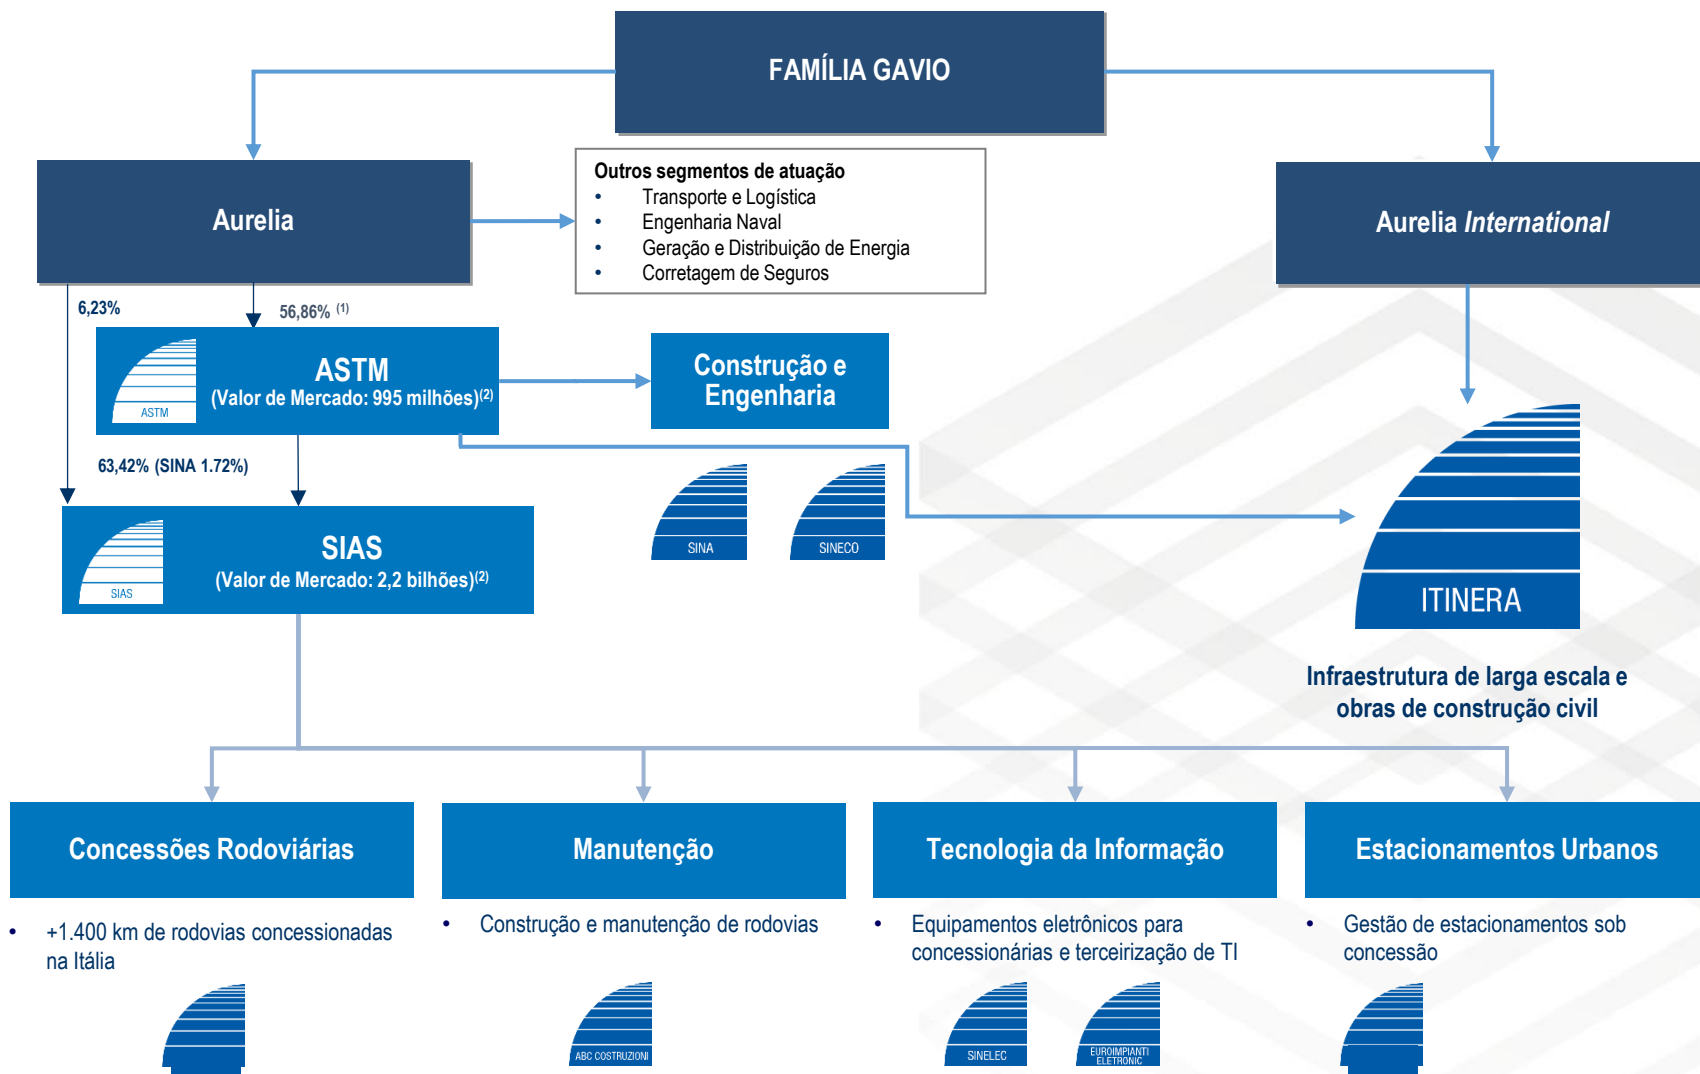 FAMÍLIA GAVIO
Aurelia
Outros segmentos de atuação
• Transporte e Logística
• Engenharia Naval
• Geração e Distribuição de Energia
• Corretagem de Seguros
Aurelia International
6,23%
56,86% (1)
ASTM
ASTM
(Valor de Mercado: 995 milhões)(2)
Construção e
Engenharia
63,42% (SINA 1.72%)
SINA
SINECO
SIAS
SIAS
(Valor de Mercado: 2,2 bilhões)(2)
ITINERA
Infraestrutura de larga escala e
obras de construção civil
Concessões Rodoviárias
• +1.400 km de rodovias concessionadas
na Itália
Manutenção
• Construção e manutenção de rodovias
ABC COSTRUZIONI
Tecnologia da Informação
• Equipamentos eletrônicos para
concessionárias e terceirização de TI
SINELEC
EUROIMPIANTI
ELETRONIC
Estacionamentos Urbanos
• Gestão de estacionamentos sob
concessão